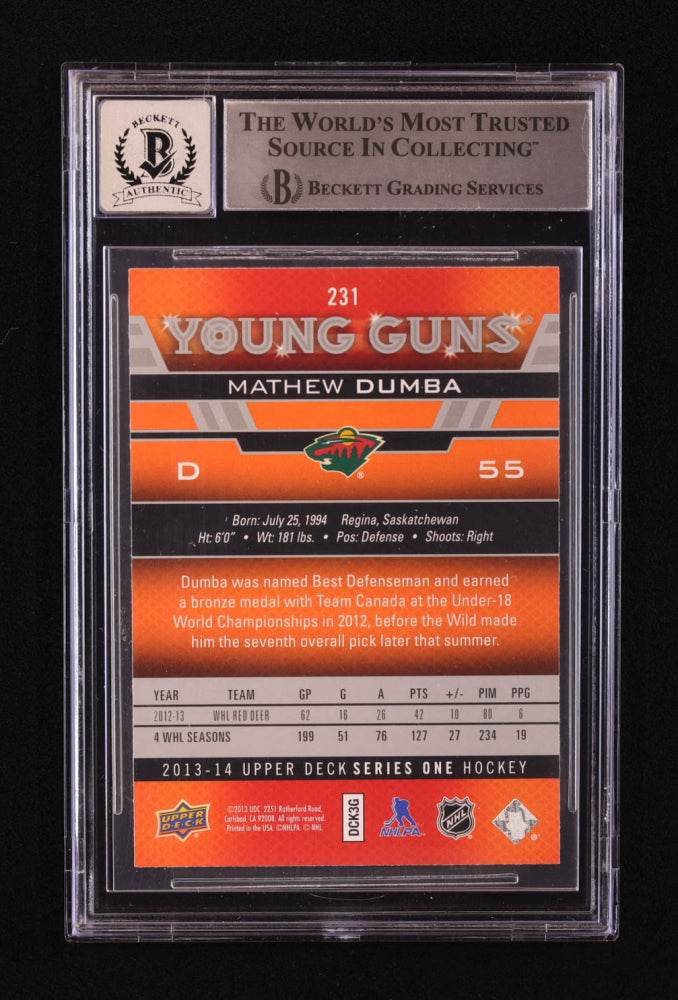 BECKETT
B
AUTHENTIC
THE WORLD'S MOST TRUSTED
SOURCE IN COLLECTING™
B BECKETT GRADING SERVICES
231
YOUNG GUNS®
MATHEW DUMBA
D
55
Born: July 25, 1994 Regina, Saskatchewan
Ht: 6'0" • Wt: 181 lbs. • Pos: Defense • Shoots: Right
Dumba was named Best Defenseman and earned
a bronze medal with Team Canada at the Under-18
World Championships in 2012, before the Wild made
him the seventh overall pick later that summer.
YEAR TEAM GP G A PTS +/- PIM PPG
2012-13 WHL RED DEER 62 16 26 42 10 80 6
4 WHL SEASONS 199 51 76 127 27 234 19
2013-14 UPPER DECK SERIES ONE HOCKEY
©2013 UDC 2251 Rutherford Road,
Carlsbad, CA 92008. All rights reserved.
Printed in the USA. ©NHLPA. © NHL
UPPER
DECK
DCK3G
NHLPA
NHL